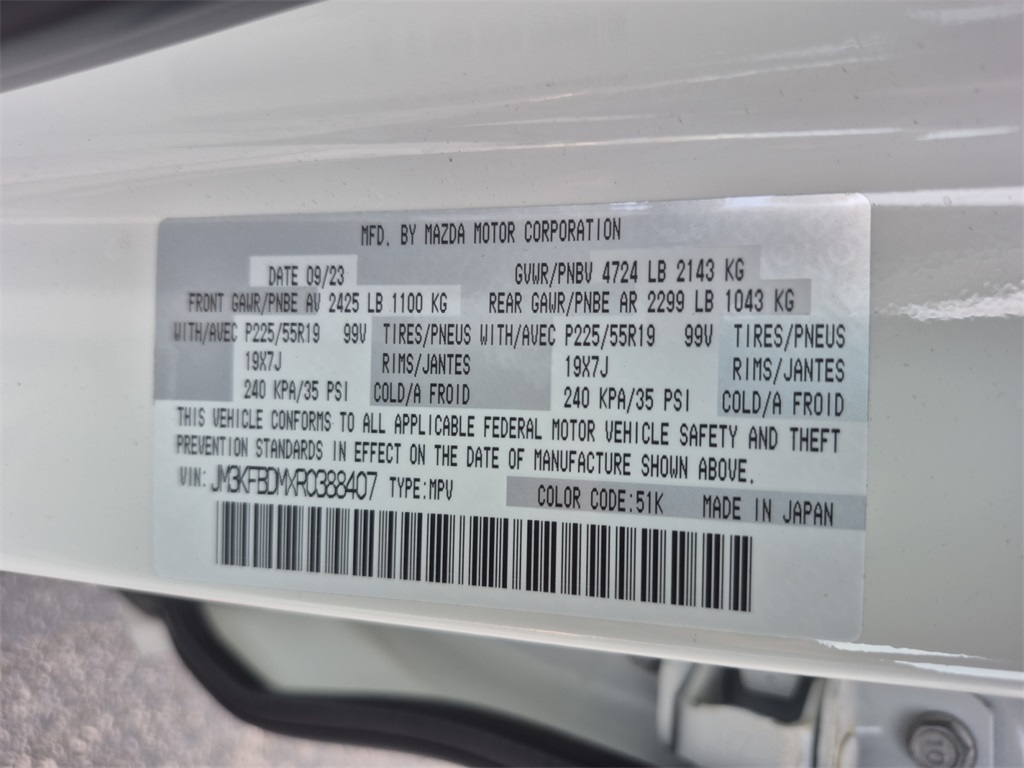 MFD. BY MAZDA MOTOR CORPORATION
DATE 09/23 GVWR/PNBV 4724 LB 2143 KG
FRONT GAWR/PNBE AV 2425 LB 1100 KG REAR GAWR/PNBE AR 2299 LB 1043 KG
WITH/AVEC P225/55R19 99V TIRES/PNEUS WITH/AVEC P225/55R19 99V TIRES/PNEUS
19X7J RIMS/JANTES 19X7J RIMS/JANTES
240 KPA/35 PSI COLD/A FROID 240 KPA/35 PSI COLD/A FROID
THIS VEHICLE CONFORMS TO ALL APPLICABLE FEDERAL MOTOR VEHICLE SAFETY AND THEFT
PREVENTION STANDARDS IN EFFECT ON THE DATE OF MANUFACTURE SHOWN ABOVE.
VIN: JM3KFBDMXR0388407 TYPE:MPV COLOR CODE:51K MADE IN JAPAN
10